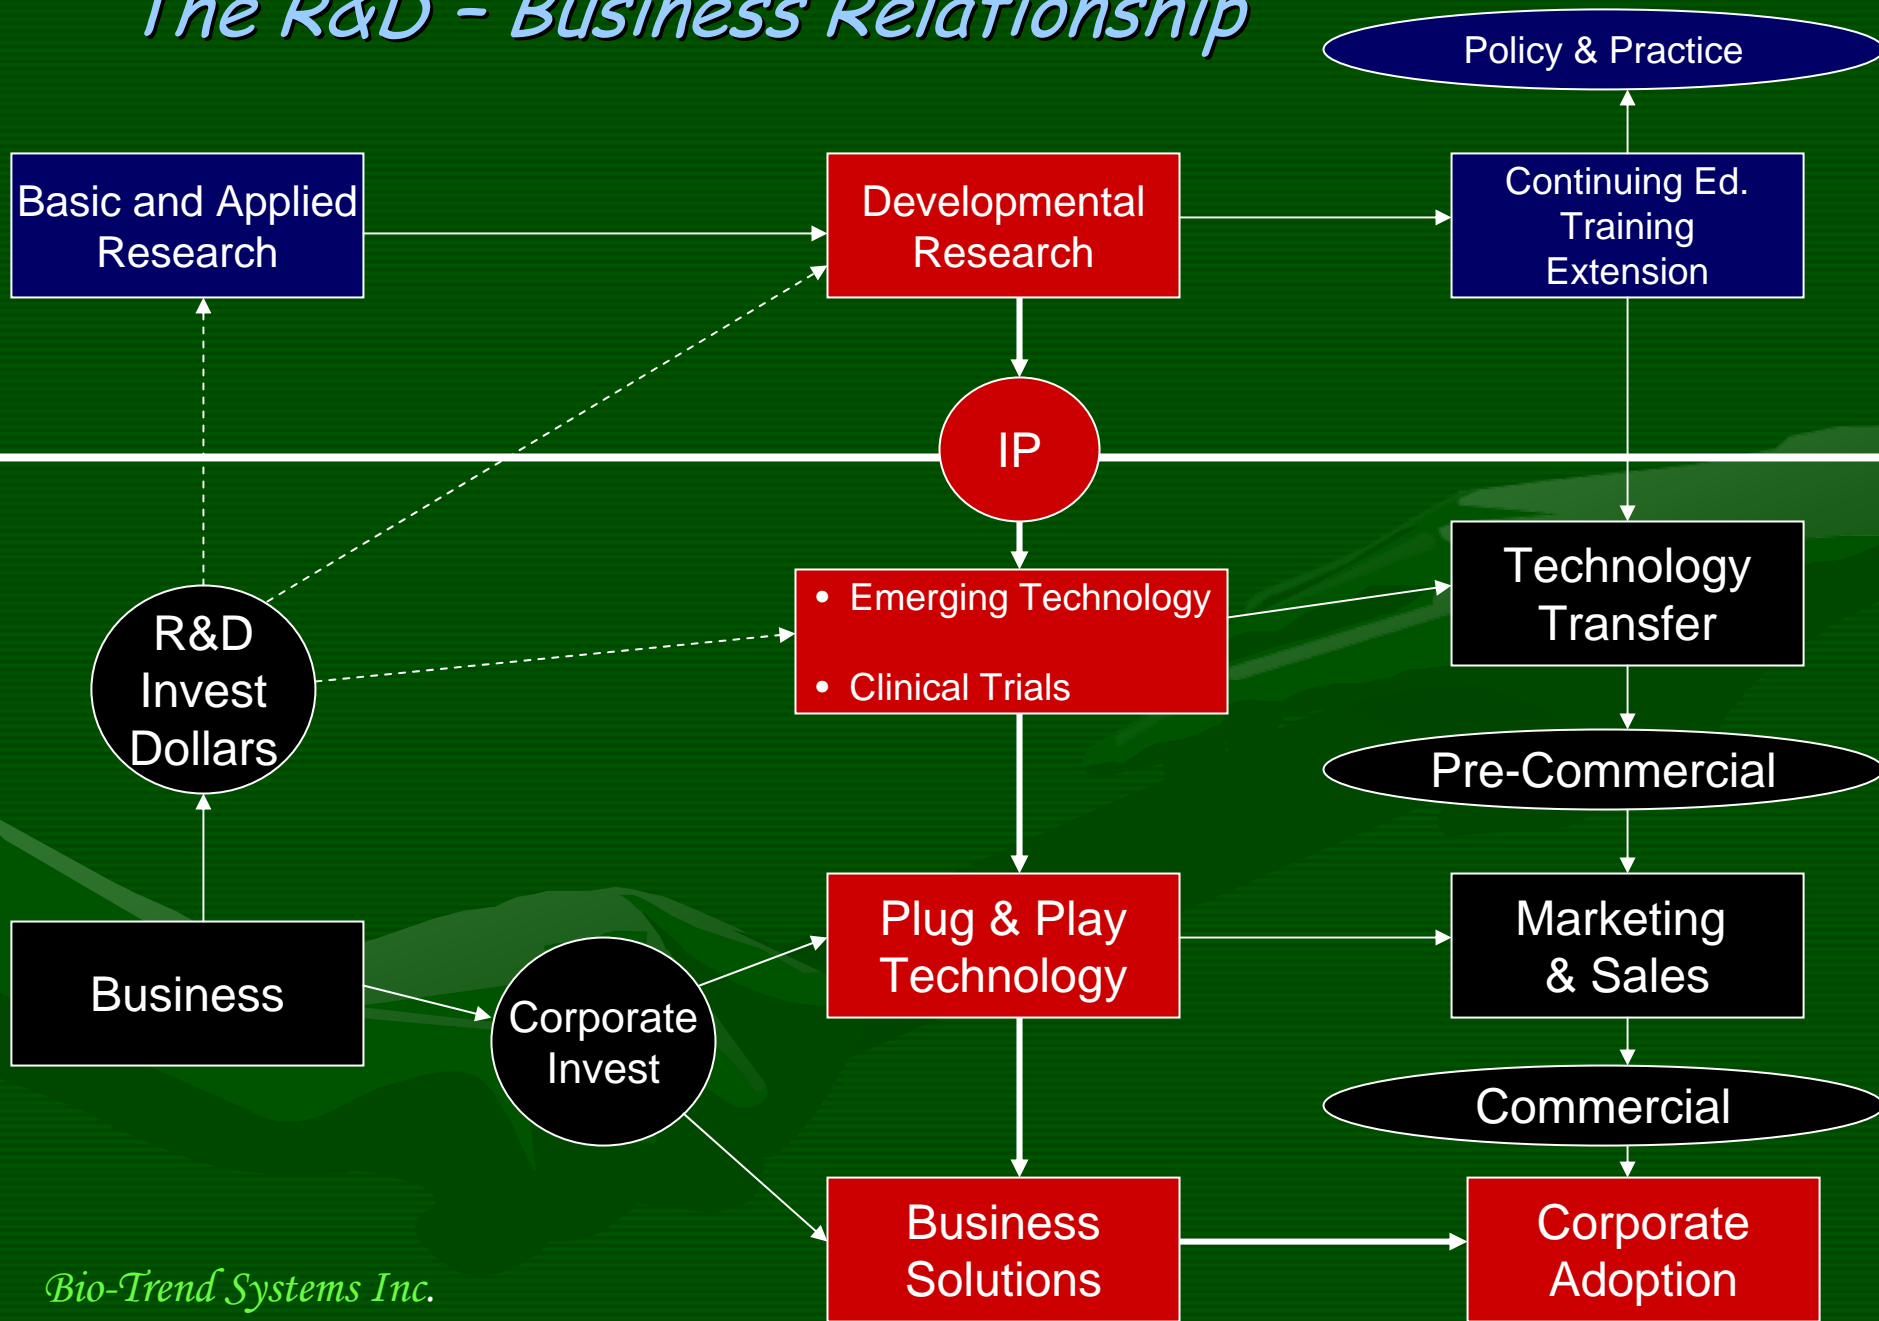 The R&D – Business Relationship
Policy & Practice
Basic and Applied
Research
Developmental
Research
Continuing Ed.
Training
Extension
IP
R&D
Invest
Dollars
• Emerging Technology
• Clinical Trials
Technology
Transfer
Pre-Commercial
Business
Corporate
Invest
Plug & Play
Technology
Marketing
& Sales
Commercial
Business
Solutions
Corporate
Adoption
Bio-Trend Systems Inc.